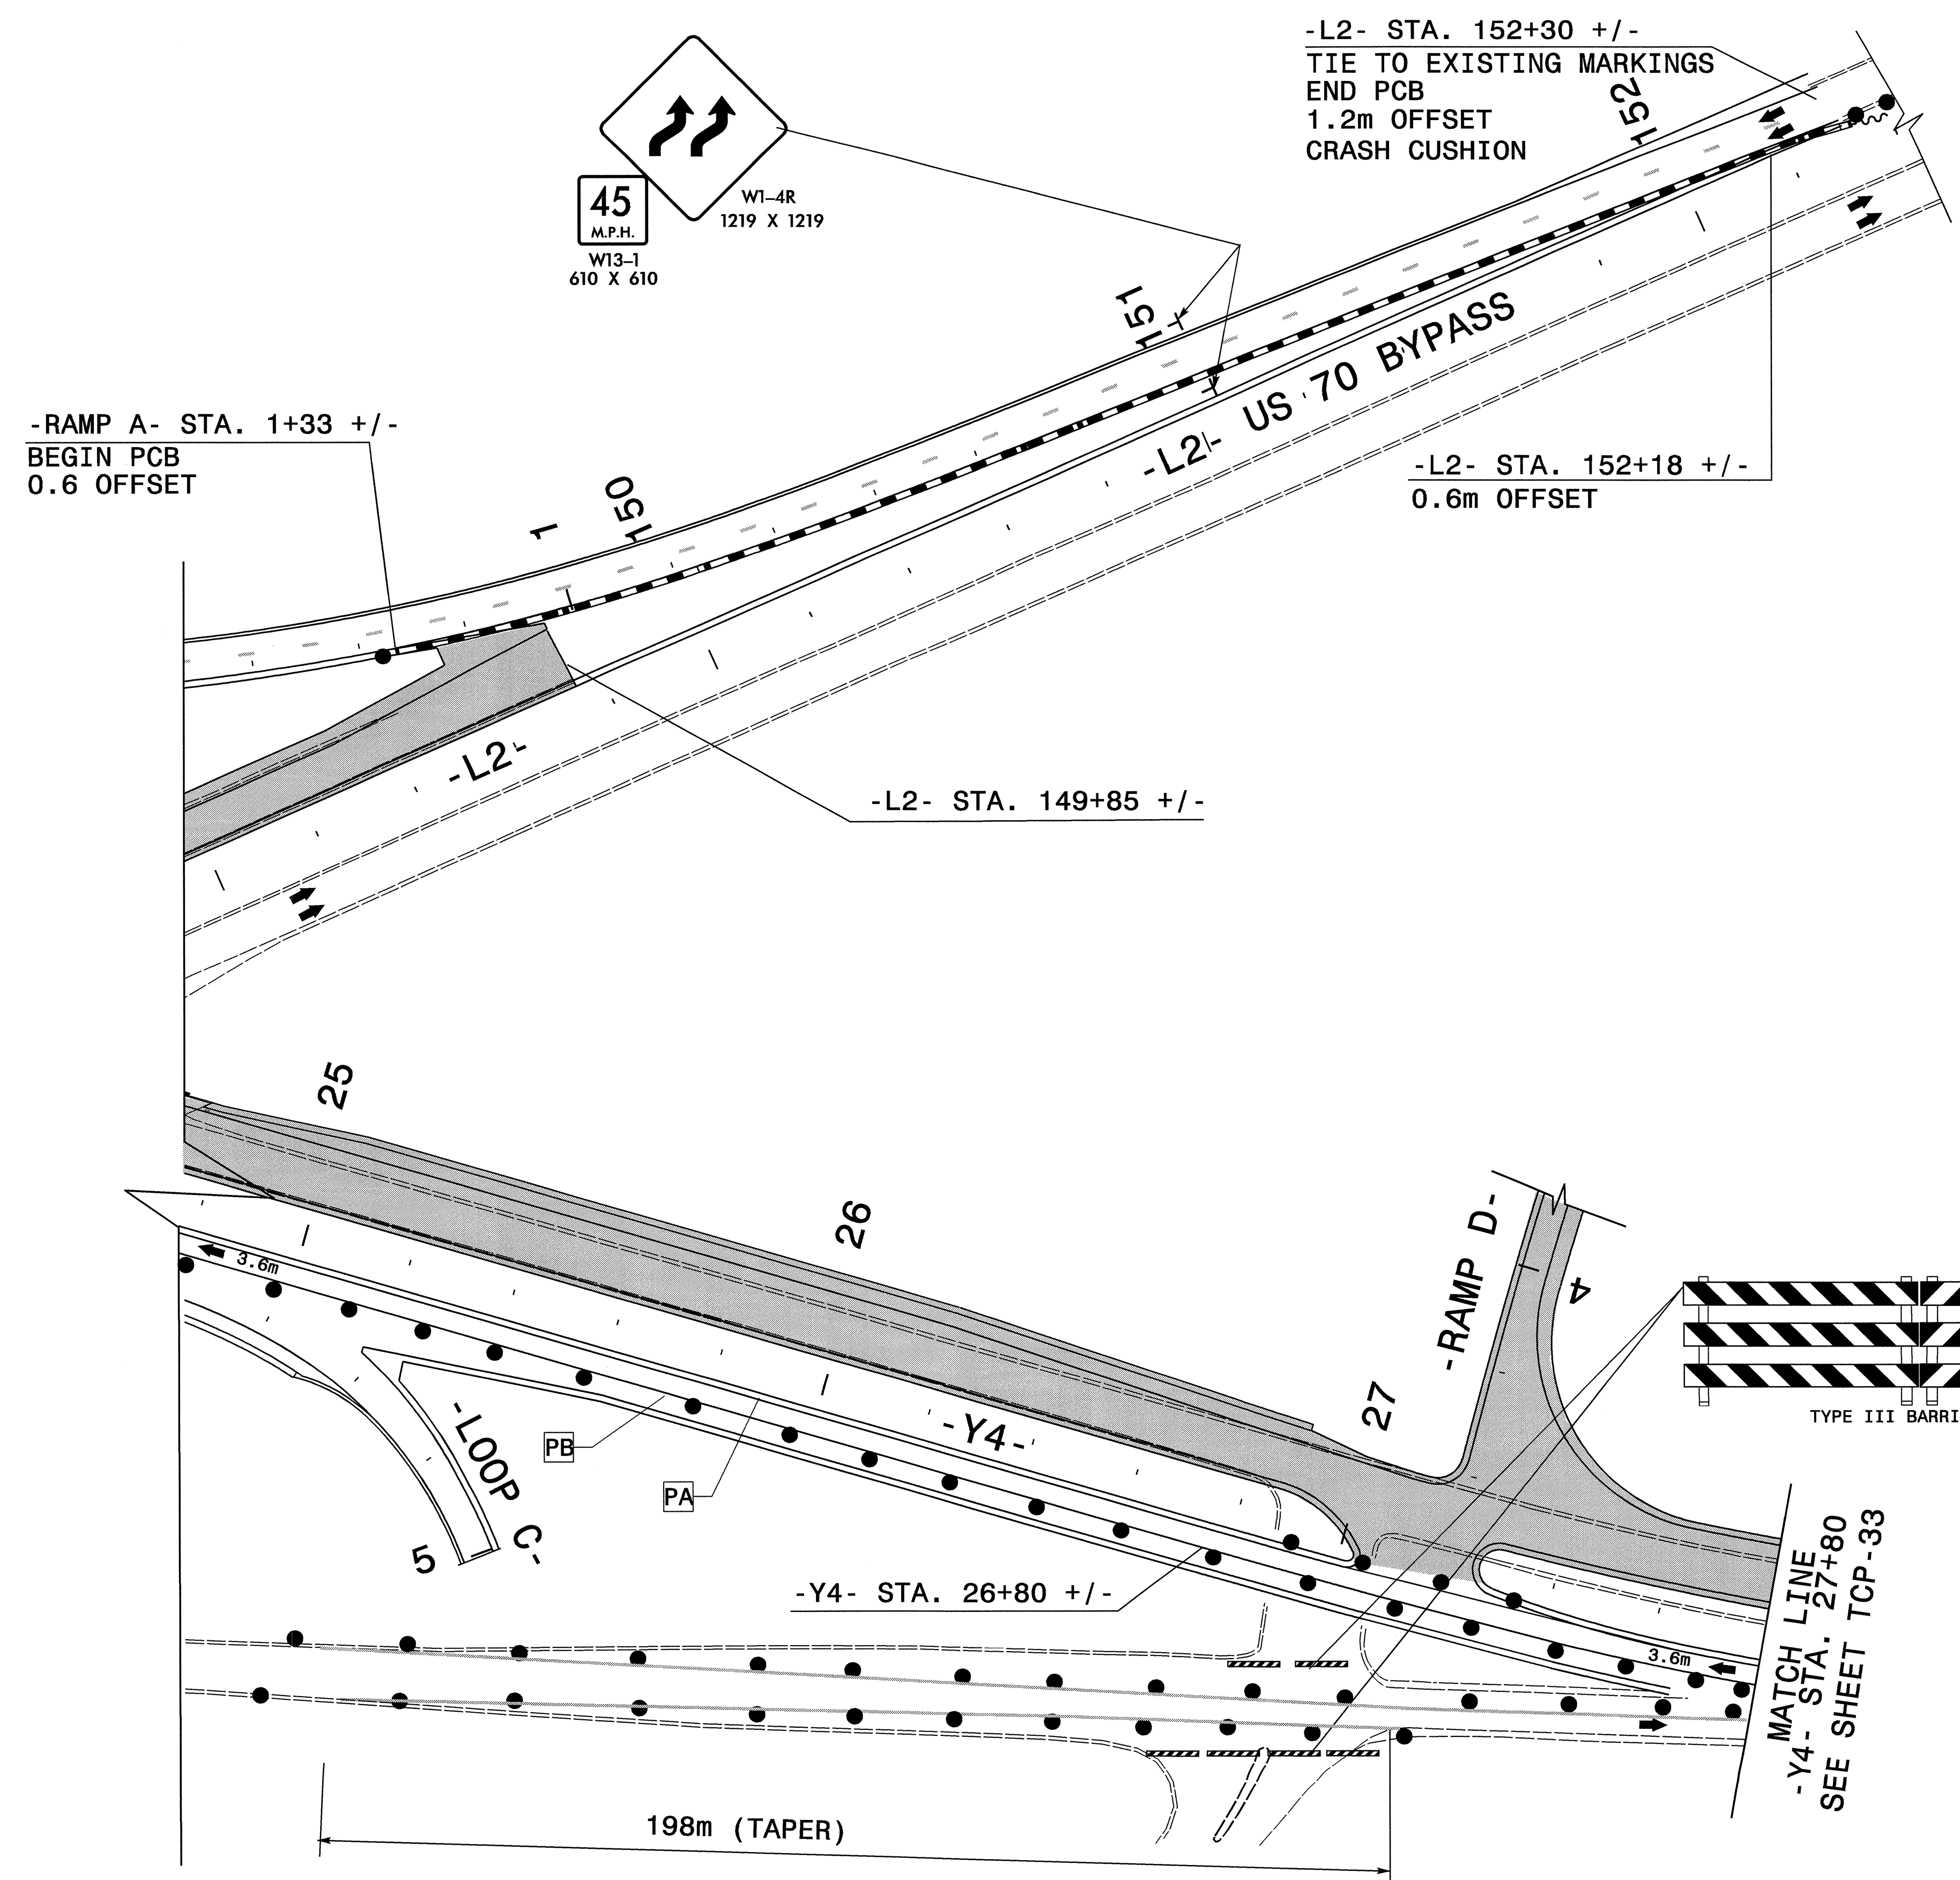 -L2- STA. 152+30 +/-
TIE TO EXISTING MARKINGS
END PCB
1.2m OFFSET
CRASH CUSHION
152
45
M.P.H.
W1-4R
1219 X 1219
W13-1
610 X 610
151
-L2- US 70 BYPASS
-RAMP A- STA. 1+33 +/-
BEGIN PCB
0.6 OFFSET
-L2- STA. 152+18 +/-
0.6m OFFSET
1
150
-L2-
-L2- STA. 149+85 +/-
25
26
-RAMP D-
4
3.6m
27
TYPE III BARRI
-LOOP C-
PB
PA
-Y4-
5
-Y4- STA. 26+80 +/-
3.6m
MATCH LINE
-Y4- STA. 27+80
SEE SHEET TCP-33
198m (TAPER)